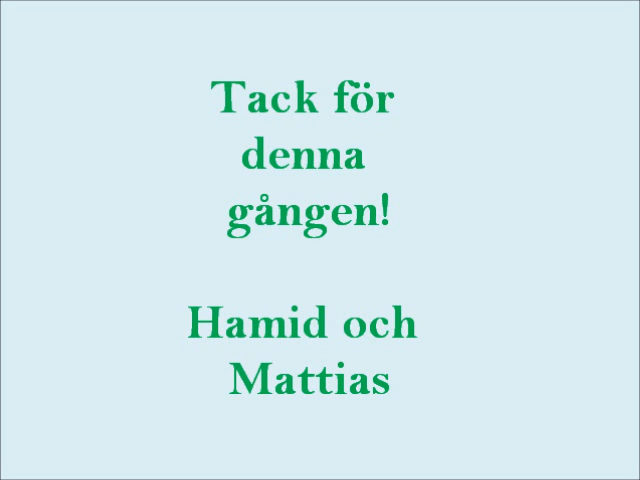 Tack för
denna
gången!
Hamid och
Mattias